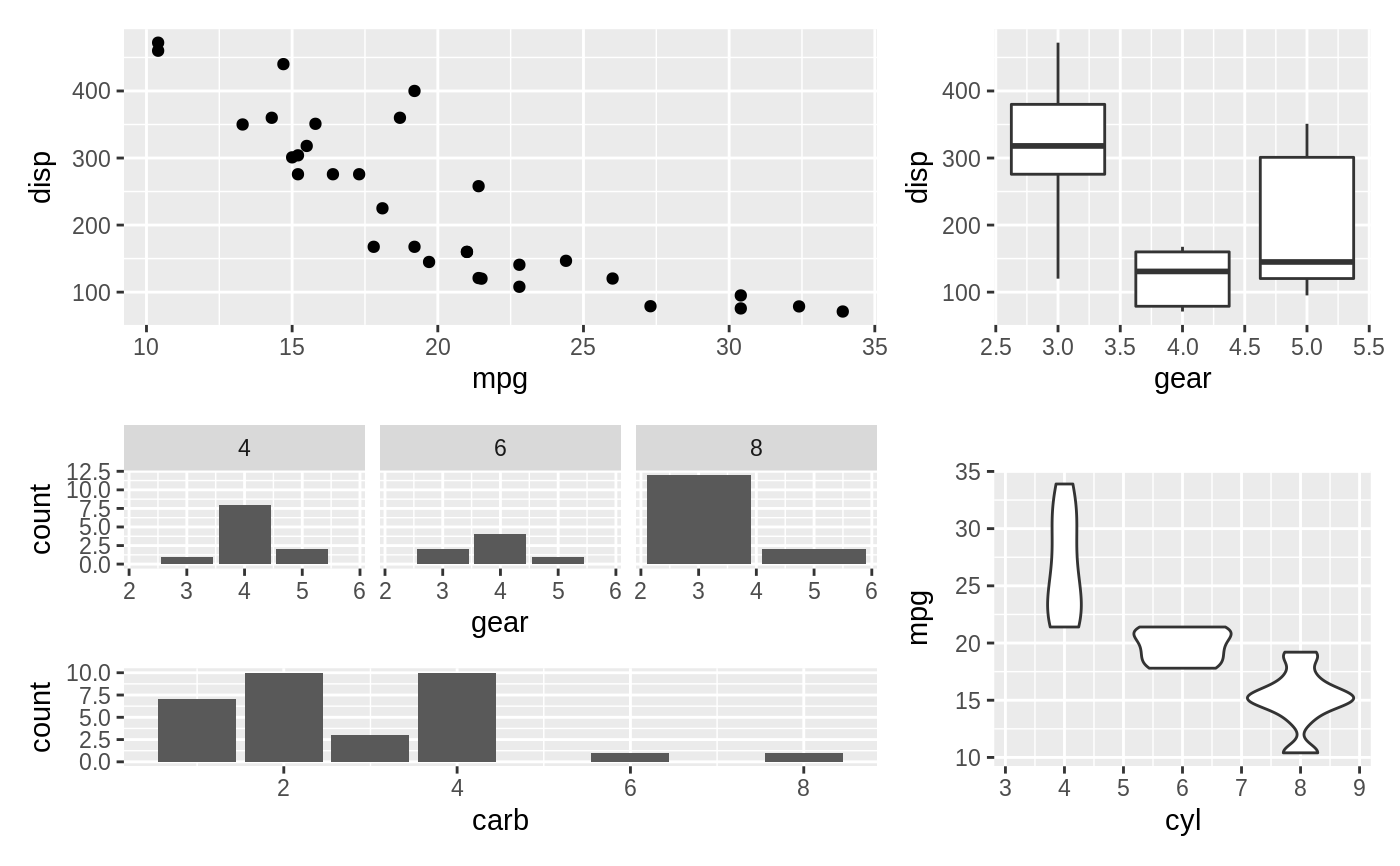 disp
400
300
200
100
10 15 20 25 30 35
mpg
disp
400
300
200
100
2.5 3.0 3.5 4.0 4.5 5.0 5.5
gear
4 6 8
count
12.5
10.0
7.5
5.0
2.5
0.0
2 3 4 5 6 2 3 4 5 6 2 3 4 5 6
gear
count
10.0
7.5
5.0
2.5
0.0
2 4 6 8
carb
mpg
35
30
25
20
15
10
3 4 5 6 7 8 9
cyl